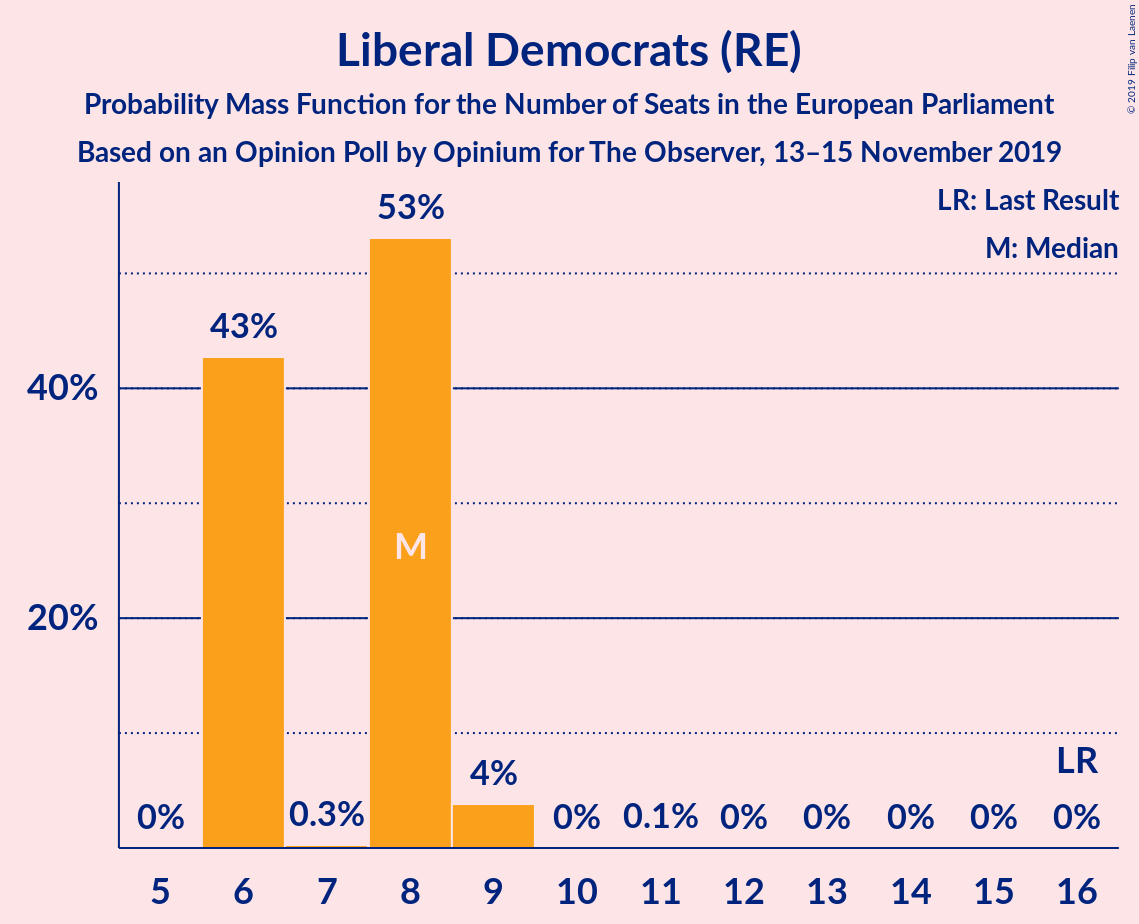 Liberal Democrats (RE)
Probability Mass Function for the Number of Seats in the European Parliament
Based on an Opinion Poll by Opinium for The Observer, 13–15 November 2019
© 2019 Filip van Laenen
LR: Last Result
M: Median
53%
43%
40%
M
20%
LR
4%
0% 0.3% 0% 0.1% 0% 0% 0% 0% 0%
5 6 7 8 9 10 11 12 13 14 15 16